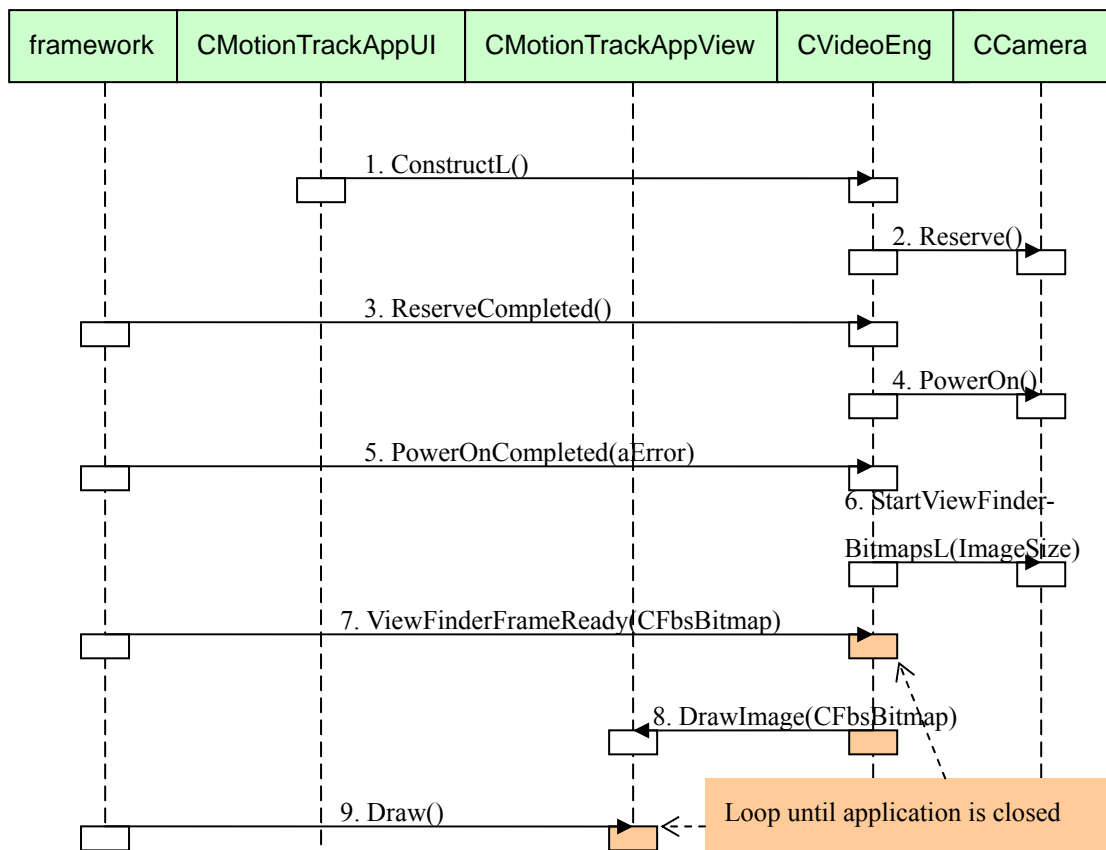 framework
CMotionTrackAppUI
CMotionTrackAppView
CVideoEng
CCamera
1. ConstructL()
2. Reserve()
3. ReserveCompleted()
4. PowerOn()
5. PowerOnCompleted(aError)
6. StartViewFinder-
BitmapsL(ImageSize)
7. ViewFinderFrameReady(CFbsBitmap)
8. DrawImage(CFbsBitmap)
9. Draw()
Loop until application is closed